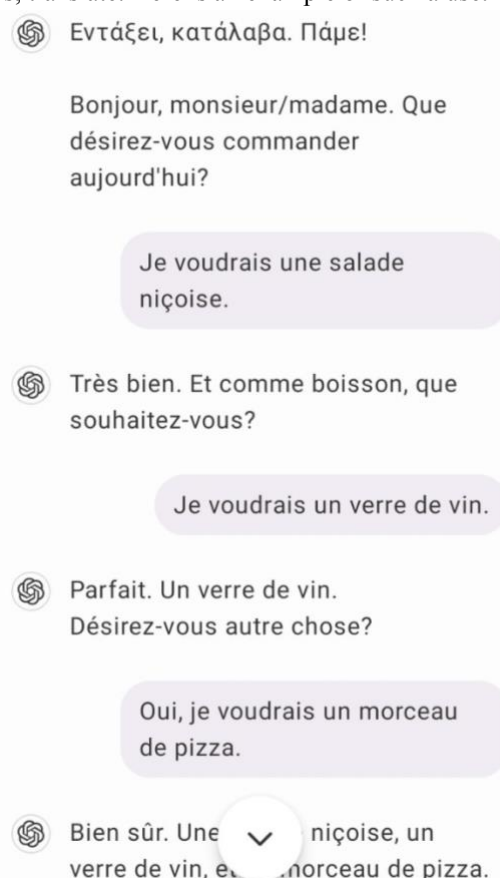 Εντάξει, κατάλαβα. Πάμε!
Bonjour, monsieur/madame. Que
désirez-vous commander
aujourd'hui?
Je voudrais une salade
niçoise.
Très bien. Et comme boisson, que
souhaitez-vous?
Je voudrais un verre de vin.
Parfait. Un verre de vin.
Désirez-vous autre chose?
Oui, je voudrais un morceau
de pizza.
Bien sûr. Une niçoise, un
verre de vin, morceau de pizza.